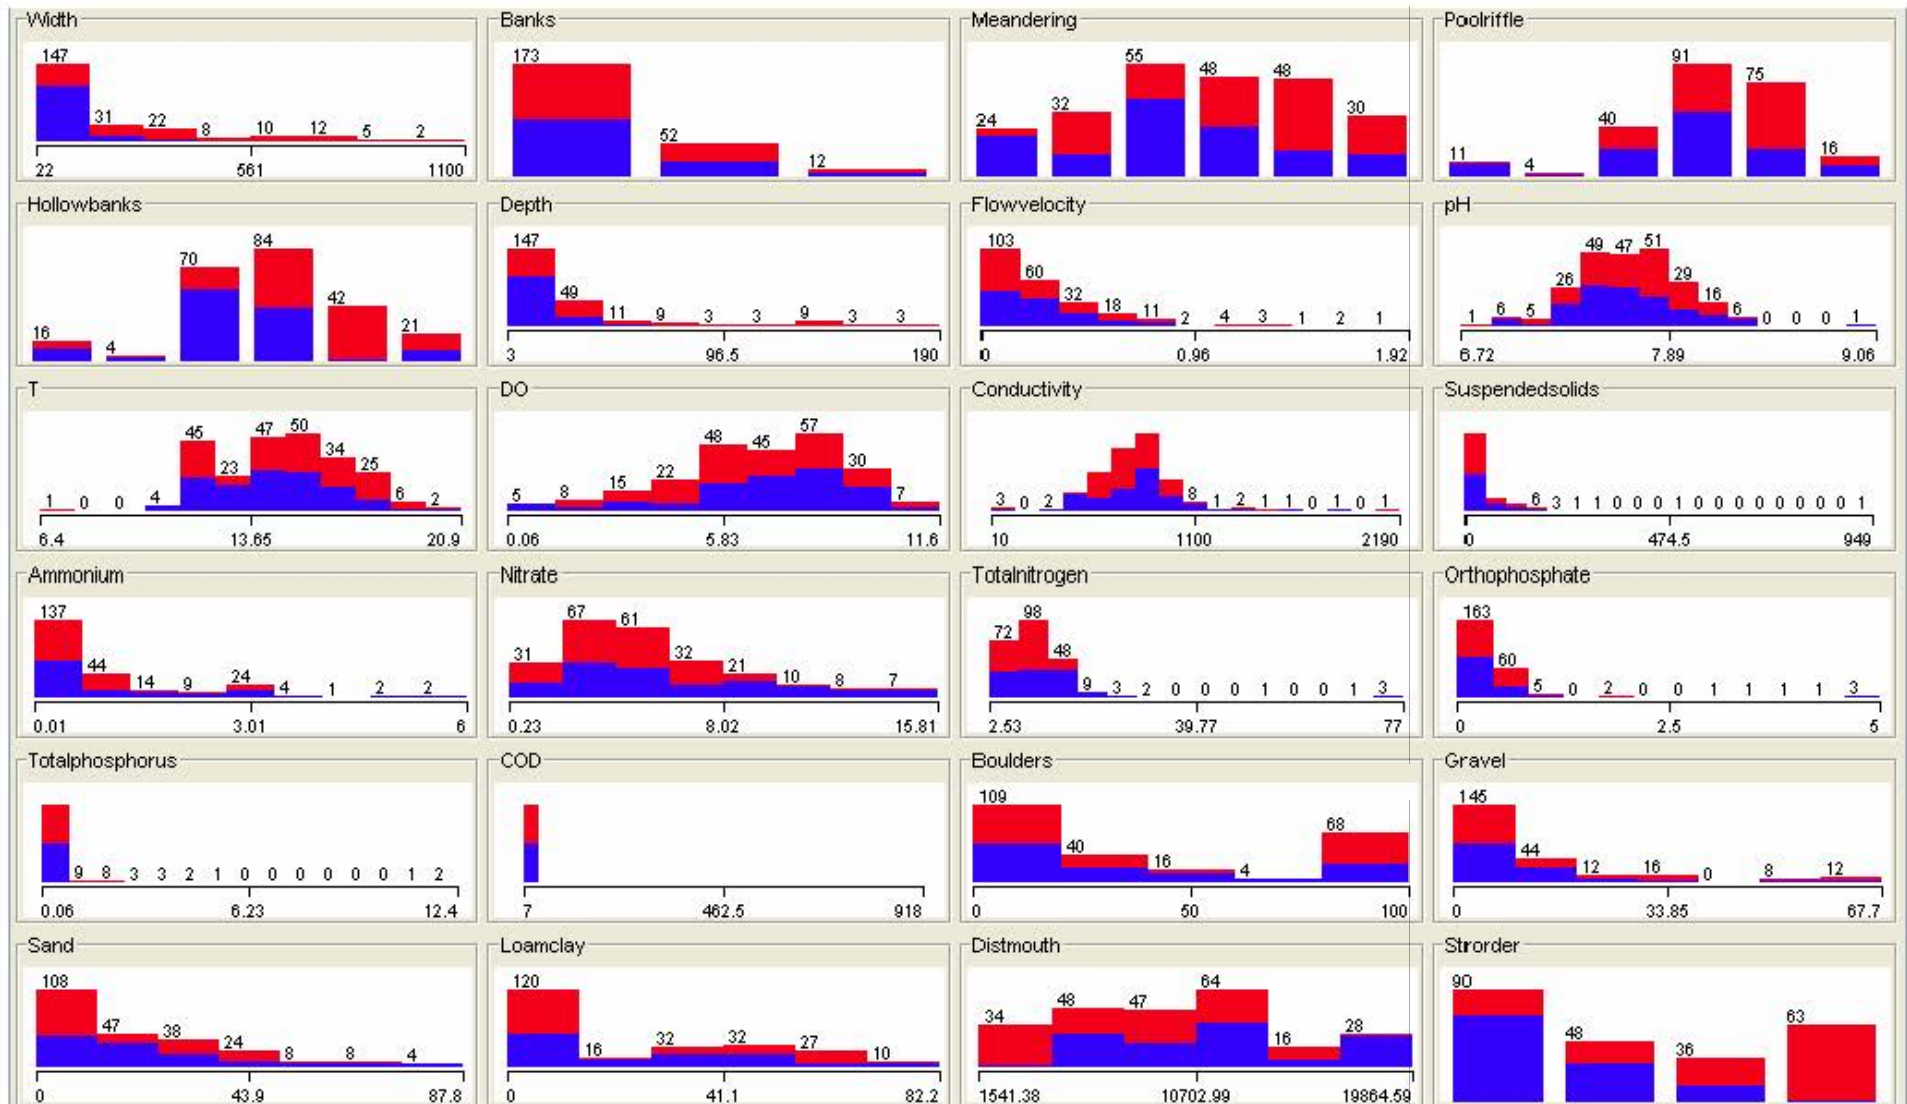 Width Banks Meandering Poolriffle
147 31 22 8 10 12 5 2
22 561 1100
173 52 12
24 32 55 48 48 30
11 4 40 91 75 16
Hollowbanks Depth Flowvelocity pH
16 4 70 84 42 21
147 49 11 9 3 3 9 3 3
3 96.5 190
103 60 32 18 11 2 4 3 1 2 1
0 0.96 1.92
1 6 5 26 49 47 51 29 16 6 0 0 0 1
6.72 7.89 9.06
T DO Conductivity Suspendedsolids
1 0 0 4 45 23 47 50 34 25 6 2
6.4 13.65 20.9
5 8 15 22 48 45 57 30 7
0.06 5.83 11.6
3 0 2 8 1 2 1 1 0 1 0 1
10 1100 2190
6 3 1 1 0 0 0 1 0 0 0 0 0 0 0 0 1
0 474.5 949
Ammonium Nitrate Totalnitrogen Orthophosphate
137 44 14 9 24 4 1 2 2
0.01 3.01 6
31 67 61 32 21 10 8 7
0.23 8.02 15.81
72 98 48 9 3 2 0 0 0 1 0 0 1 3
2.53 39.77 77
163 60 5 0 2 0 0 1 1 1 1 3
0 2.5 5
Totalphosphorus COD Boulders Gravel
9 8 3 3 2 1 0 0 0 0 0 0 1 2
0.06 6.23 12.4
7 462.5 918
109 40 16 4 68
0 50 100
145 44 12 16 0 8 12
0 33.85 67.7
Sand Loamclay Distmouth Strorder
108 47 38 24 8 8 4
0 43.9 87.8
120 16 32 32 27 10
0 41.1 82.2
34 48 47 64 16 28
1541.38 10702.99 19864.59
90 48 36 63